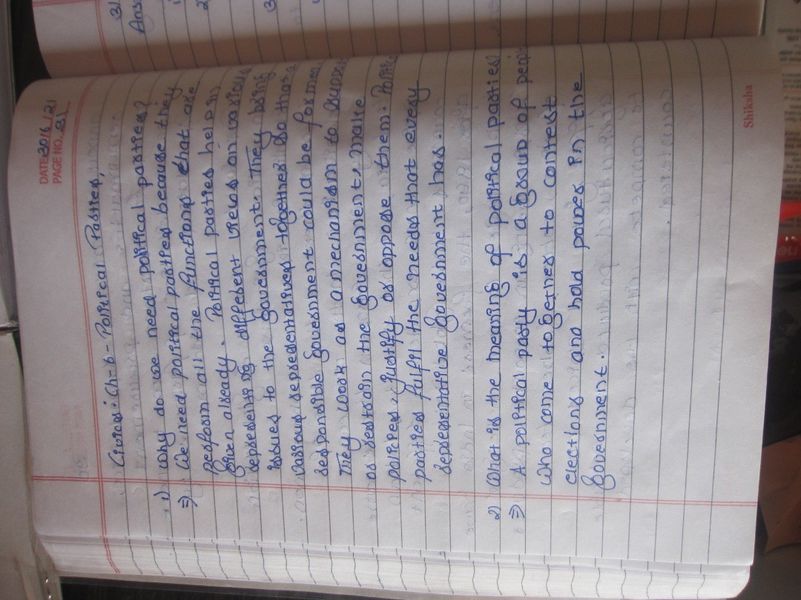 DATE: 30/6/21
PAGE NO.: 31
Civics: Ch-6- Political Parties,
1) Why do we need political parties?
⇒ We need political parties because they
perform all the functions that are
given already. Political parties help in
representing different views on various
issues to the government. They bring
various representatives together so that a
responsible government could be formed.
They work as a mechanism to
or restrain the government, make
policies, justify or oppose them. Political
parties fulfil the needs that every
representative government has.
2) What is the meaning of political parties?
⇒ A political party is a group of people
who come together to contest
elections and hold power in the
government.
Shiksha
31
Ans
2
3